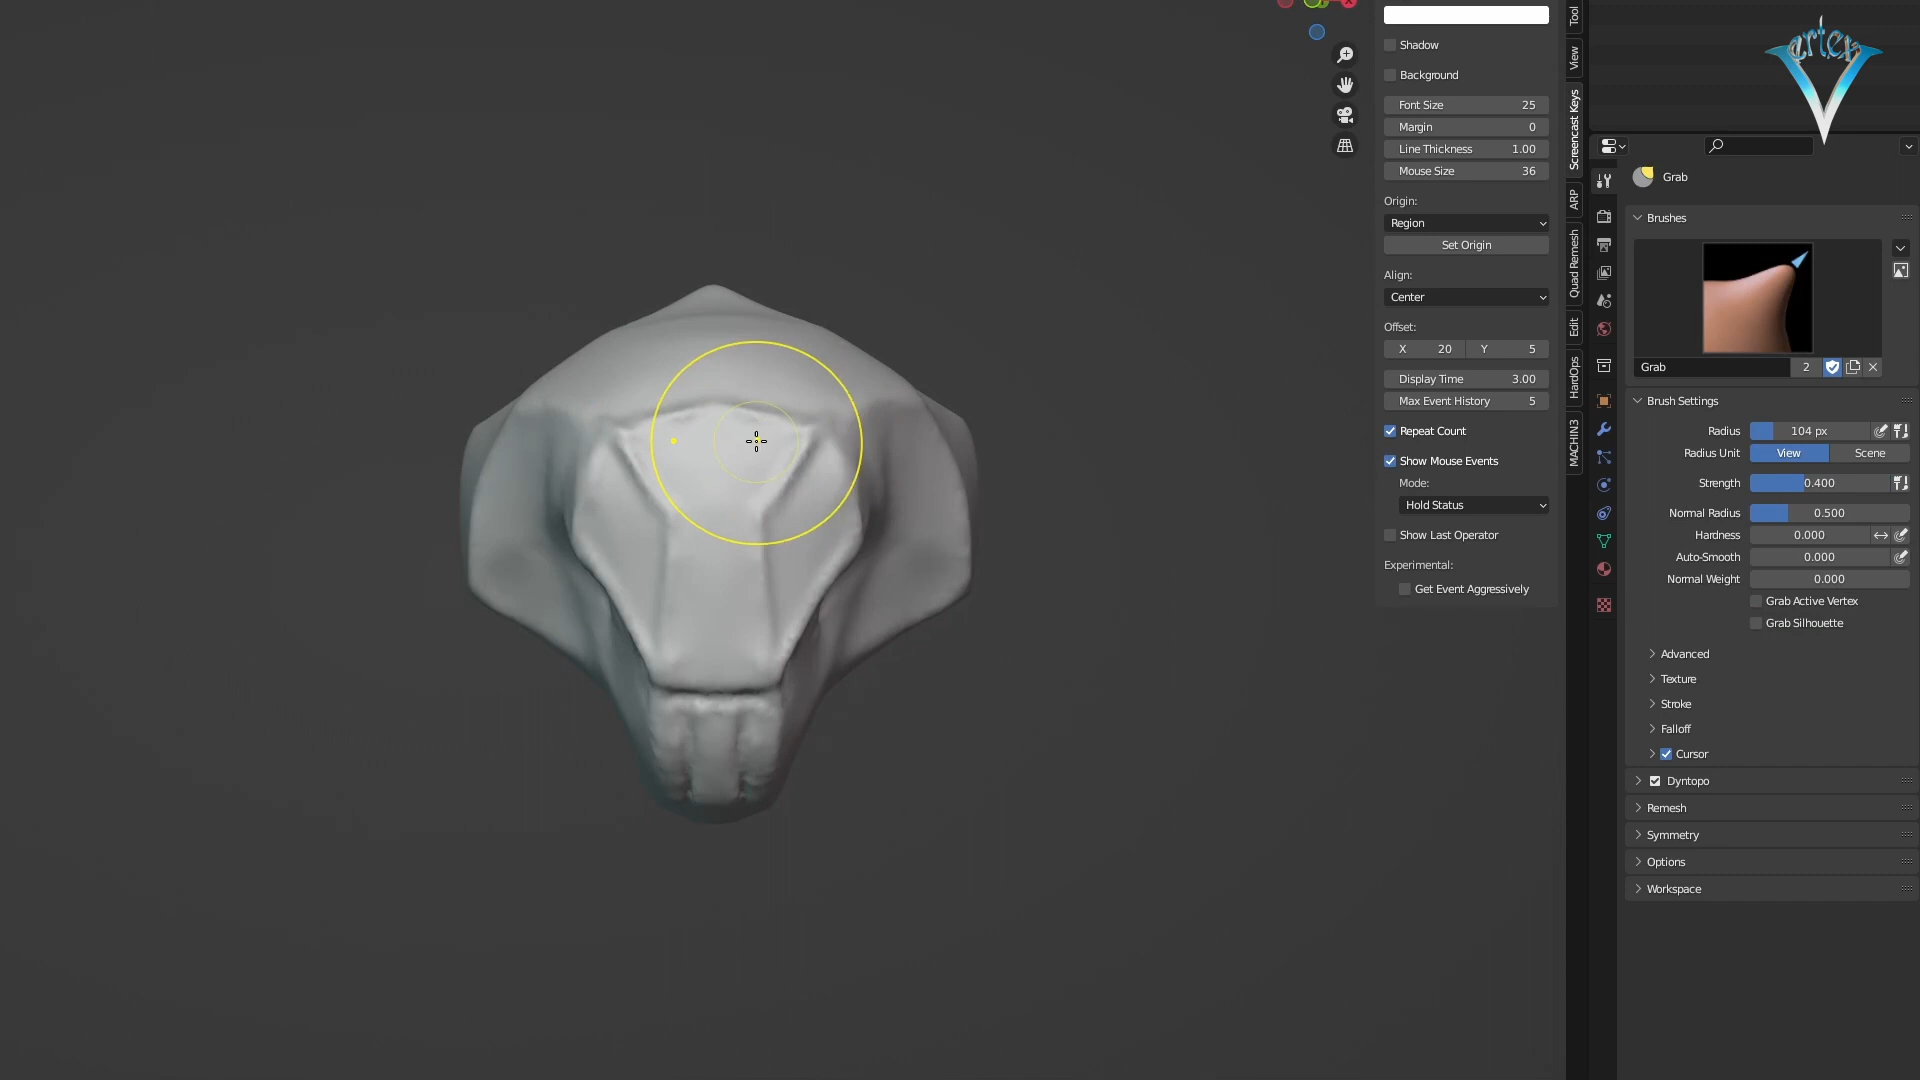 Shadow
Background
Font Size 25
Margin 0
Line Thickness 1.00
Mouse Size 36
Origin:
Region
Set Origin
Align:
Center
Offset:
X 20 Y 5
Display Time 3.00
Max Event History 5
Repeat Count
Show Mouse Events
Mode:
Hold Status
Show Last Operator
Experimental:
Get Event Aggressively
Tool
View
Screencast Keys
ARP
Quad Remesh
Edit
HardOps
MACHIN3
artex
Grab
Brushes
Grab 2
Brush Settings
Radius 104 px
Radius Unit View Scene
Strength 0.400
Normal Radius 0.500
Hardness 0.000
Auto-Smooth 0.000
Normal Weight 0.000
Grab Active Vertex
Grab Silhouette
Advanced
Texture
Stroke
Falloff
Cursor
Dyntopo
Remesh
Symmetry
Options
Workspace